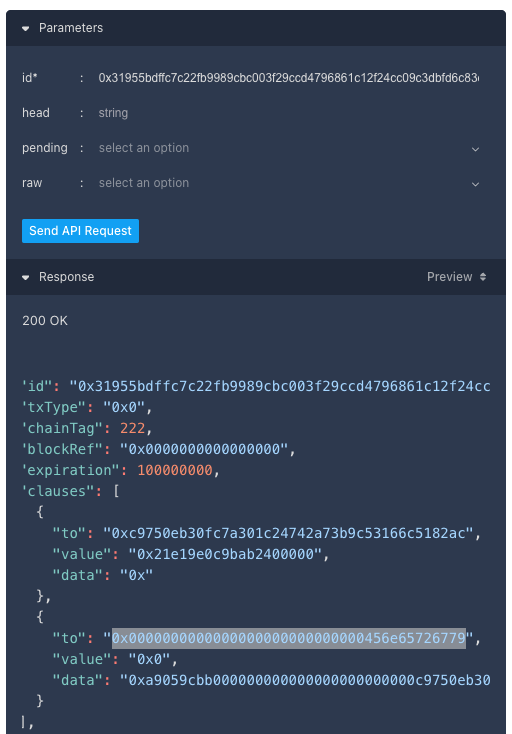 Parameters
id* : 0x31955bdffc7c22fb9989cbc003f29ccd4796861c12f24cc09c3dbfd6c83
head : string
pending : select an option
raw : select an option
Send API Request
Response Preview
200 OK
"id": "0x31955bdffc7c22fb9989cbc003f29ccd4796861c12f24cc
"txType": "0x0",
"chainTag": 222,
"blockRef": "0x0000000000000000",
"expiration": 100000000,
"clauses": [
{
"to": "0xc9750eb30fc7a301c24742a73b9c53166c5182ac",
"value": "0x21e19e0c9bab2400000",
"data": "0x"
},
{
"to": "0x0000000000000000000000000000456e65726779",
"value": "0x0",
"data": "0xa9059cbb000000000000000000000000c9750eb30
}
],